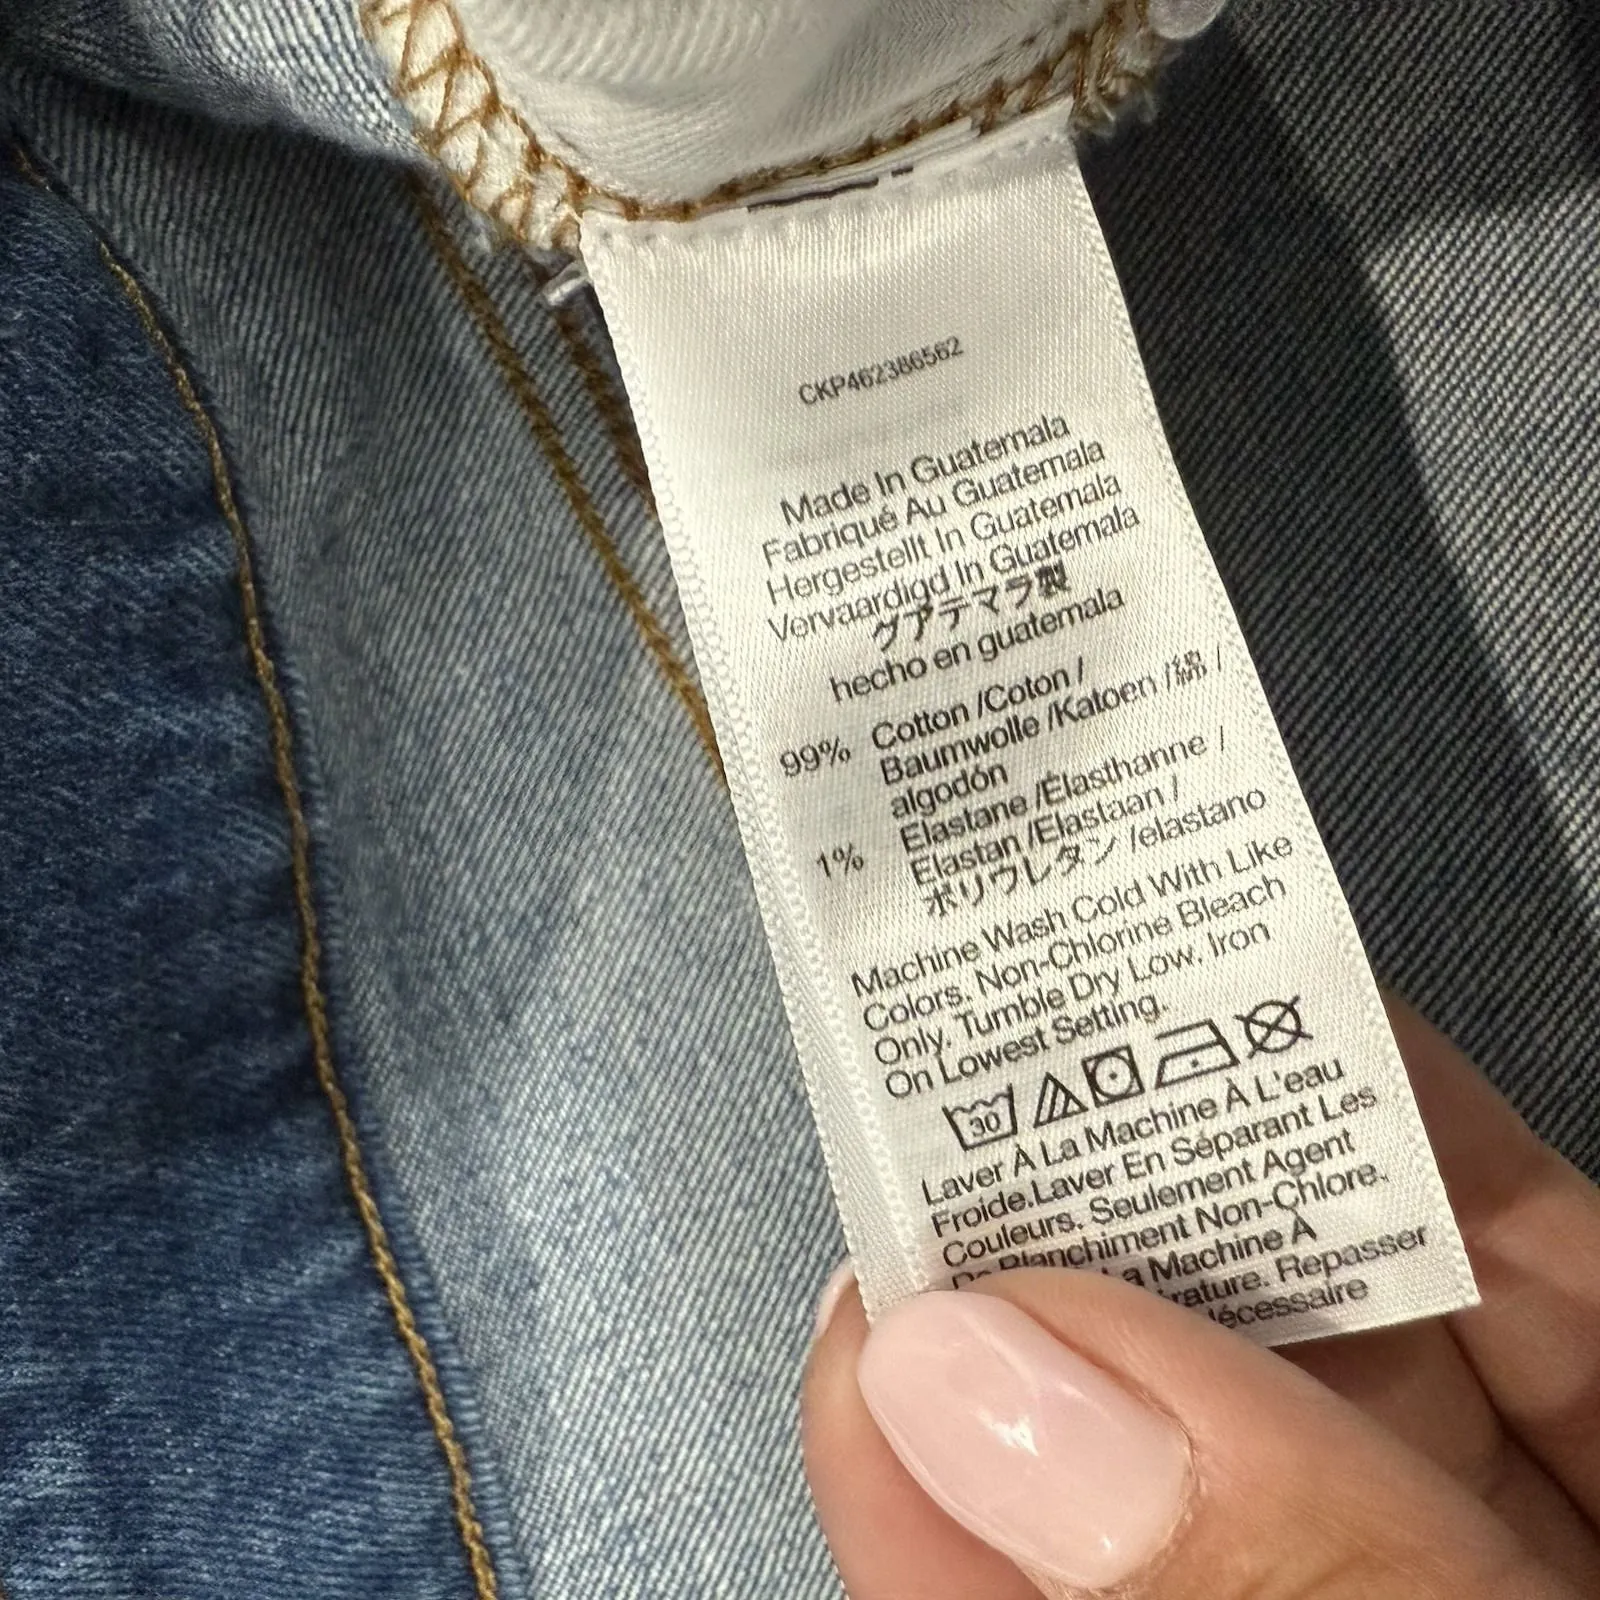 CKP462386562
Made In Guatemala
Fabriqué Au Guatemala
Hergestellt In Guatemala
Vervaardigd In Guatemala
グアテマラ製
hecho en guatemala
99% Cotton /Coton /
Baumwolle /Katoen /綿 /
algodón
1% Elastane /Élasthanne /
Elastan /Elastaan /
ポリウレタン /elastano
Machine Wash Cold With Like
Colors. Non-Chlorine Bleach
Only. Tumble Dry Low. Iron
On Lowest Setting.
30
Laver À La Machine À L'eau
Froide.Laver En Séparant Les
Couleurs. Seulement Agent
De Blanchiment Non-Chlore.
La Machine À
Repasser